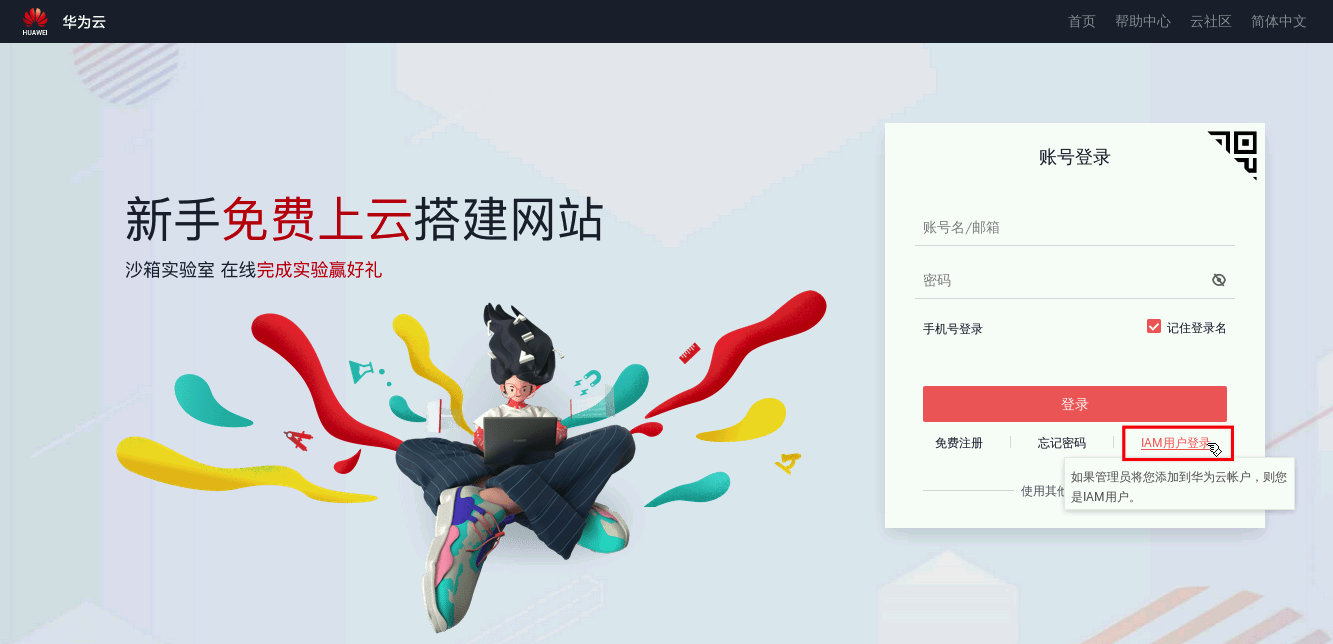 HUAWEI
华为云
首页 帮助中心 云社区 简体中文
新手免费上云搭建网站
沙箱实验室 在线完成实验赢好礼
账号登录
账号名/邮箱
密码
手机号登录
记住登录名
登录
免费注册
忘记密码
IAM用户登录
使用其他
如果管理员将您添加到华为云帐户，则您
是IAM用户。